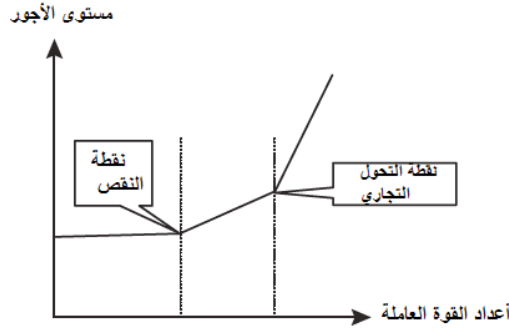 مستوى الأجور
نقطة
النقص
نقطة التحول
التجاري
أعداد القوة العاملة